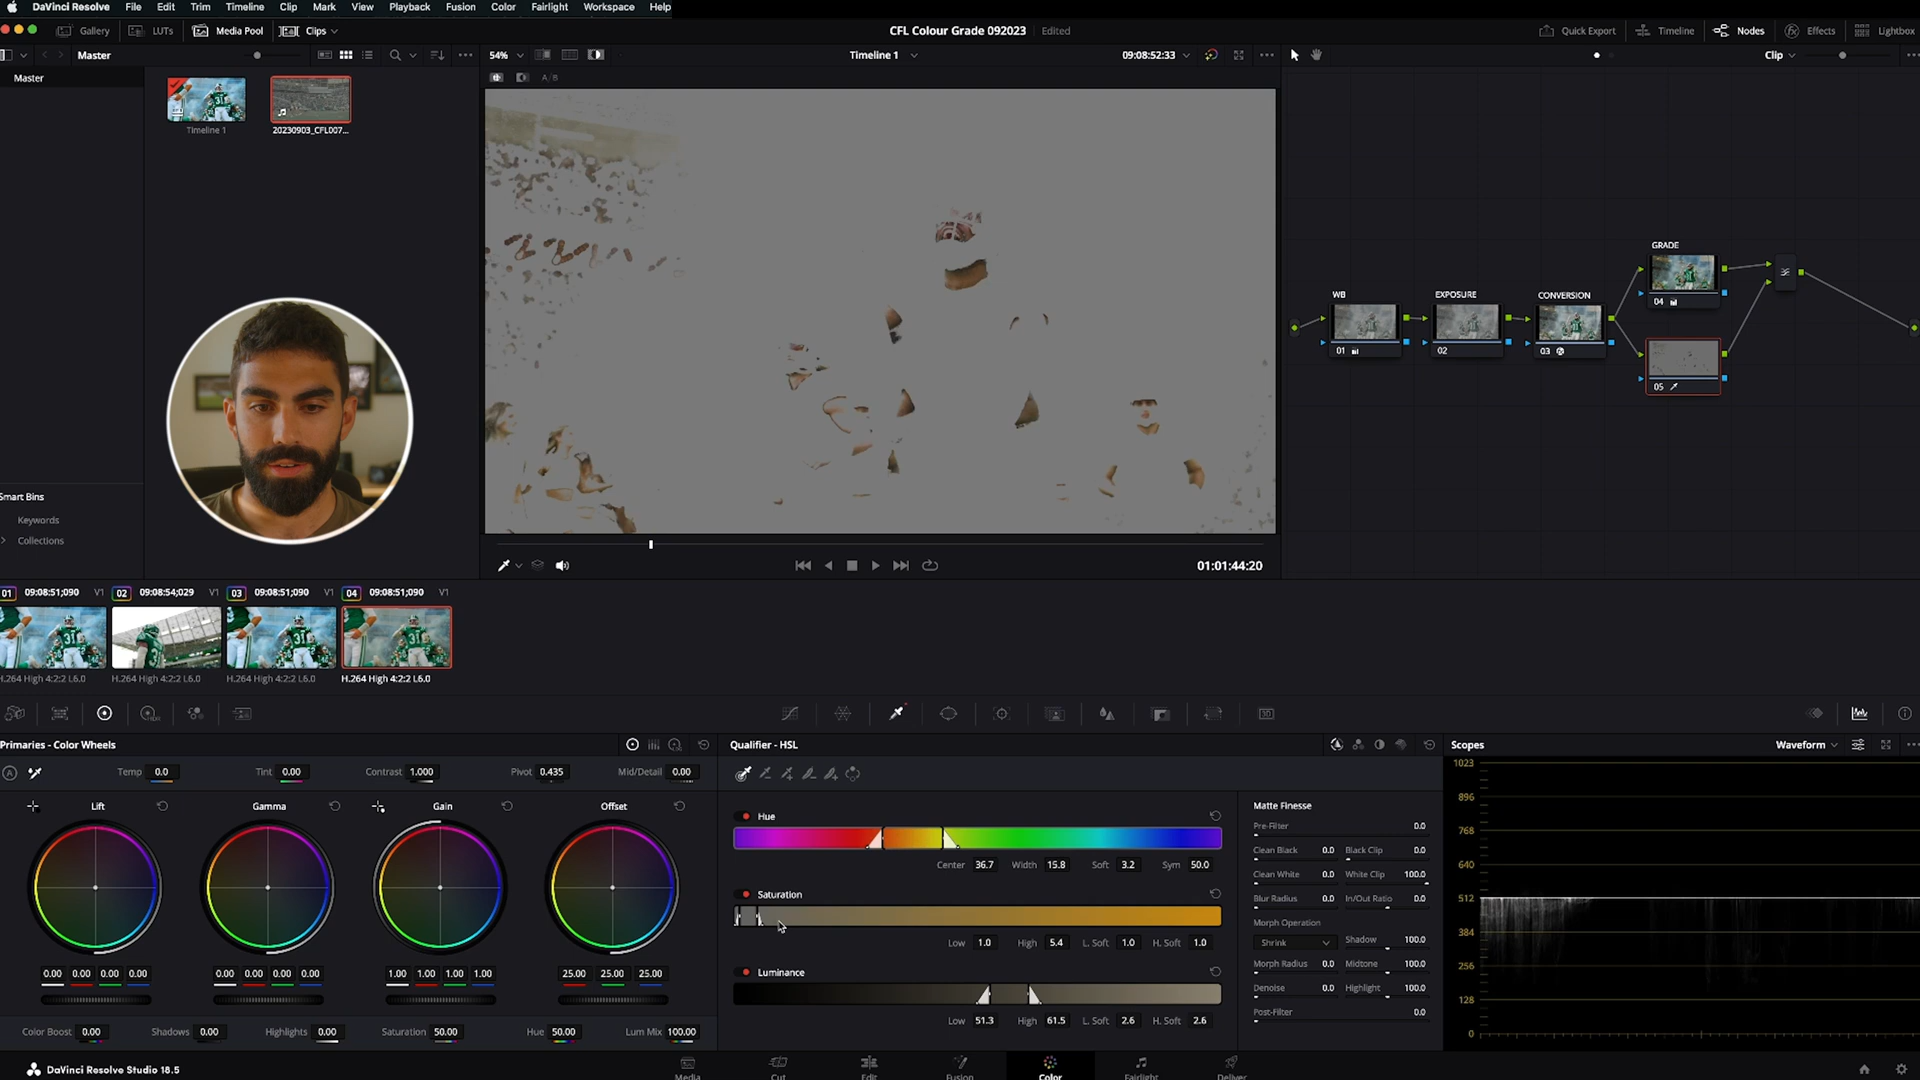 DaVinci Resolve File Edit Trim Timeline Clip Mark View Playback Fusion Color Fairlight Workspace Help
Gallery LUTs Media Pool Clips CFL Colour Grade 092023 Edited Quick Export Timeline Nodes Effects Lightbox
Master 54% Timeline 1 09:08:52:33 Clip
Master A/B
Timeline 1 20230903_CFL007...
GRADE
04
WB EXPOSURE CONVERSION
01 02 03
05
Smart Bins
Keywords
Collections
01:01:44:20
01 09:08:51;090 V1 02 09:08:54;029 V1 03 09:08:51;090 V1 04 09:08:51;090 V1
H.264 High 4:2:2 L6.0 H.264 High 4:2:2 L6.0 H.264 High 4:2:2 L6.0 H.264 High 4:2:2 L6.0
Primaries - Color Wheels Qualifier - HSL Scopes Waveform
A Temp 0.0 Tint 0.00 Contrast 1.000 Pivot 0.435 Mid/Detail 0.00
Lift Gamma Gain Offset
0.00 0.00 0.00 0.00 0.00 0.00 0.00 0.00 1.00 1.00 1.00 1.00 25.00 25.00 25.00
Color Boost 0.00 Shadows 0.00 Highlights 0.00 Saturation 50.00 Hue 50.00 Lum Mix 100.00
Hue
Center 36.7 Width 15.8 Soft 3.2 Sym 50.0
Saturation
Low 1.0 High 5.4 L. Soft 1.0 H. Soft 1.0
Luminance
Low 51.3 High 61.5 L. Soft 2.6 H. Soft 2.6
Matte Finesse
Pre-Filter 0.0
Clean Black 0.0 Black Clip 0.0
Clean White 0.0 White Clip 100.0
Blur Radius 0.0 In/Out Ratio 0.0
Morph Operation
Shrink Shadow 100.0
Morph Radius 0.0 Midtone 100.0
Denoise 0.0 Highlight 100.0
Post-Filter 0.0
1023
896
768
640
512
384
256
128
0
DaVinci Resolve Studio 18.5 Media Cut Edit Fusion Color Fairlight Deliver